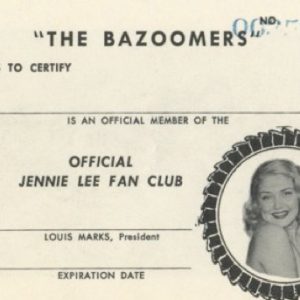 NO.
"THE BAZOOMERS"
TO CERTIFY
IS AN OFFICIAL MEMBER OF THE
OFFICIAL
JENNIE LEE FAN CLUB
LOUIS MARKS, President
EXPIRATION DATE